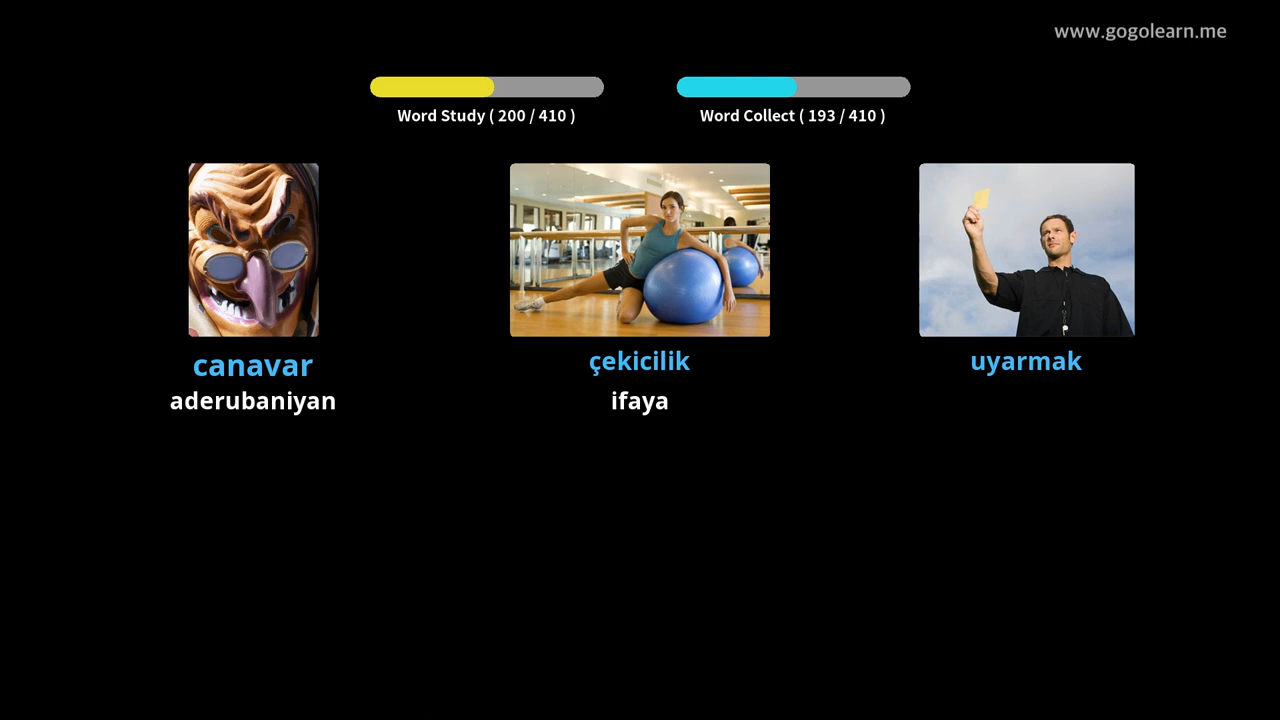 www.gogolearn.me
Word Study ( 200 / 410 )
Word Collect ( 193 / 410 )
canavar
çekicilik
uyarmak
aderubaniyan
ifaya